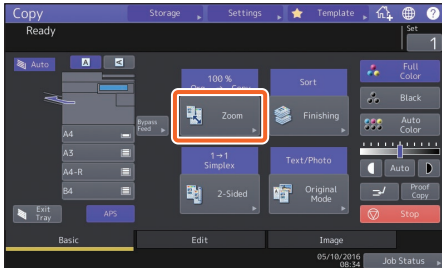 Copy
Storage
Settings
Template
?
Ready
Set
1
Auto
A
A
100 %
Sort
Full
Color
Zoom
Finishing
Black
Bypass
Feed
Auto
Color
A4
A3
1→1
Simplex
Text/Photo
A4-R
Auto
B4
2-Sided
Original
Mode
Proof
Copy
Exit
Tray
APS
Stop
Basic
Edit
Image
05/10/2016
08:34
Job Status